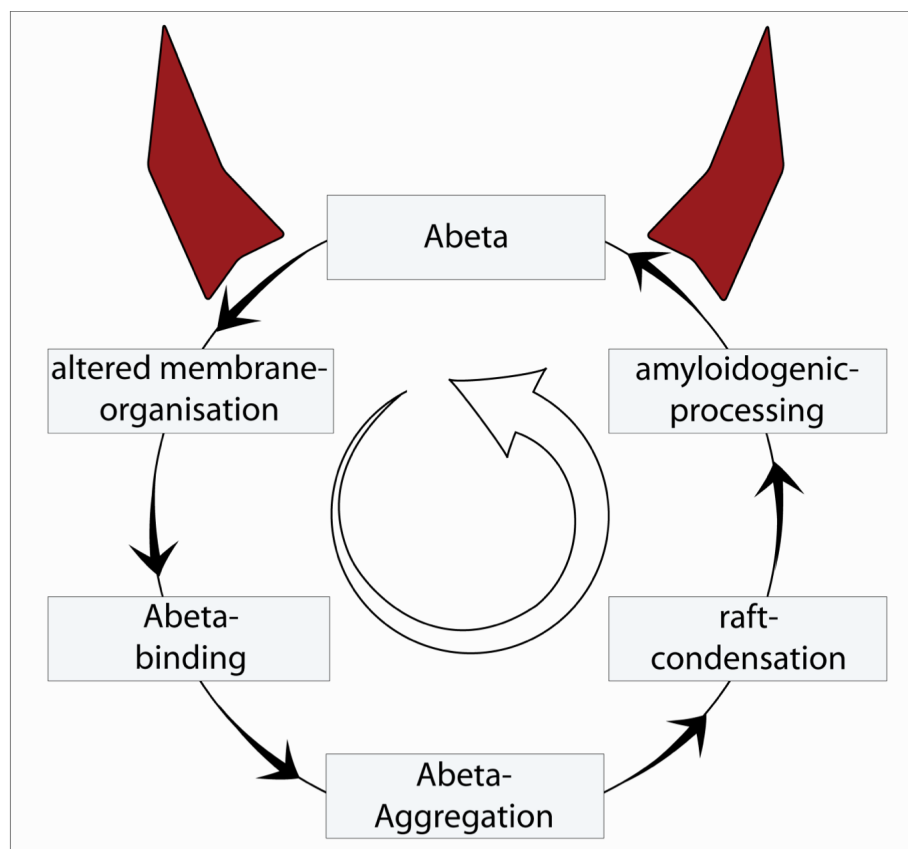 Abeta
altered membrane-
organisation
Abeta-
binding
Abeta-
Aggregation
raft-
condensation
amyloidogenic-
processing